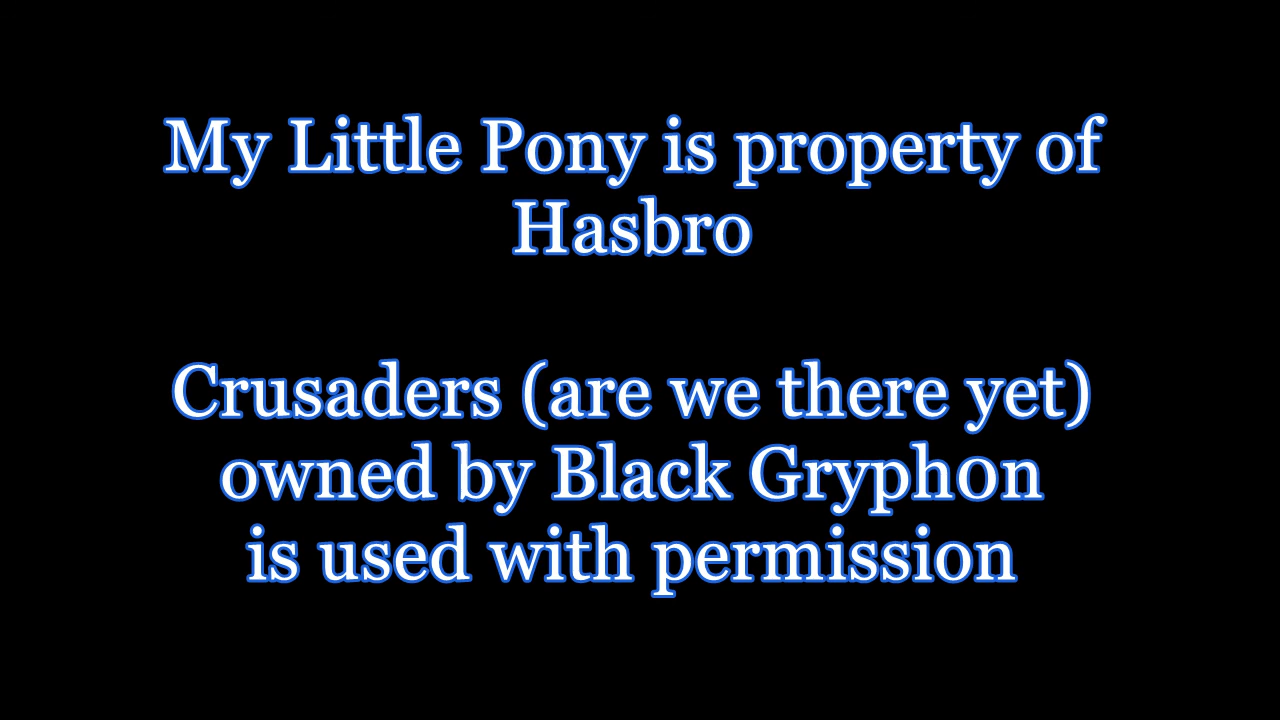 My Little Pony is property of
Hasbro
Crusaders (are we there yet)
owned by Black Gryph0n
is used with permission